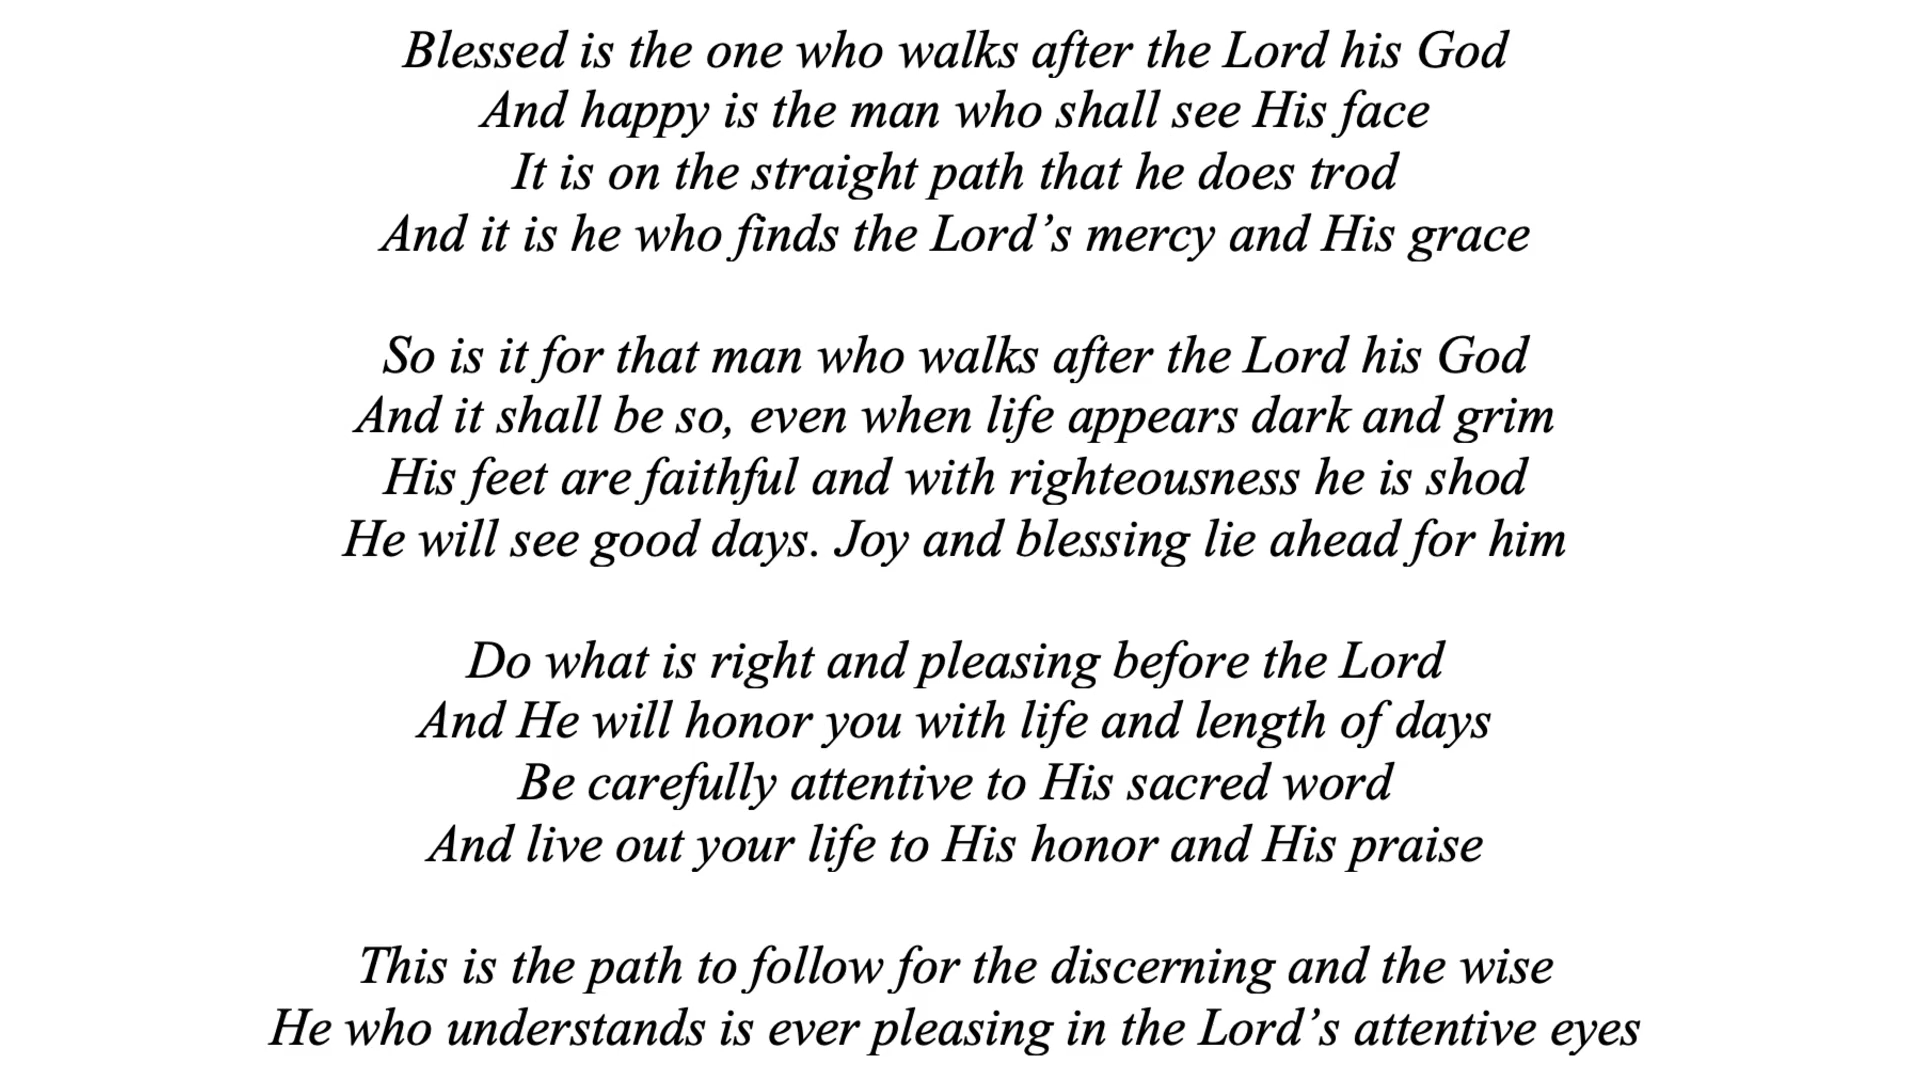 Blessed is the one who walks after the Lord his God
And happy is the man who shall see His face
It is on the straight path that he does trod
And it is he who finds the Lord’s mercy and His grace
So is it for that man who walks after the Lord his God
And it shall be so, even when life appears dark and grim
His feet are faithful and with righteousness he is shod
He will see good days. Joy and blessing lie ahead for him
Do what is right and pleasing before the Lord
And He will honor you with life and length of days
Be carefully attentive to His sacred word
And live out your life to His honor and His praise
This is the path to follow for the discerning and the wise
He who understands is ever pleasing in the Lord’s attentive eyes